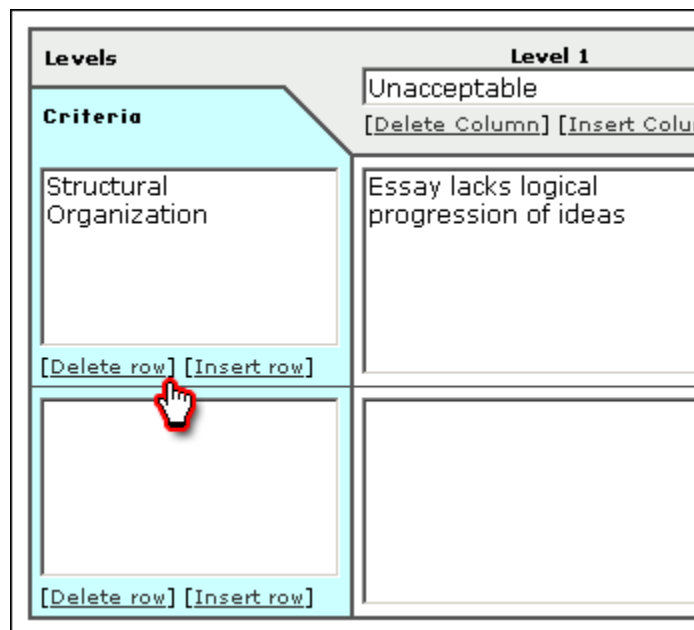 Levels
Level 1
Unacceptable
Criteria
[Delete Column] [Insert Colu
Structural
Organization
Essay lacks logical
progression of ideas
[Delete row] [Insert row]
[Delete row] [Insert row]